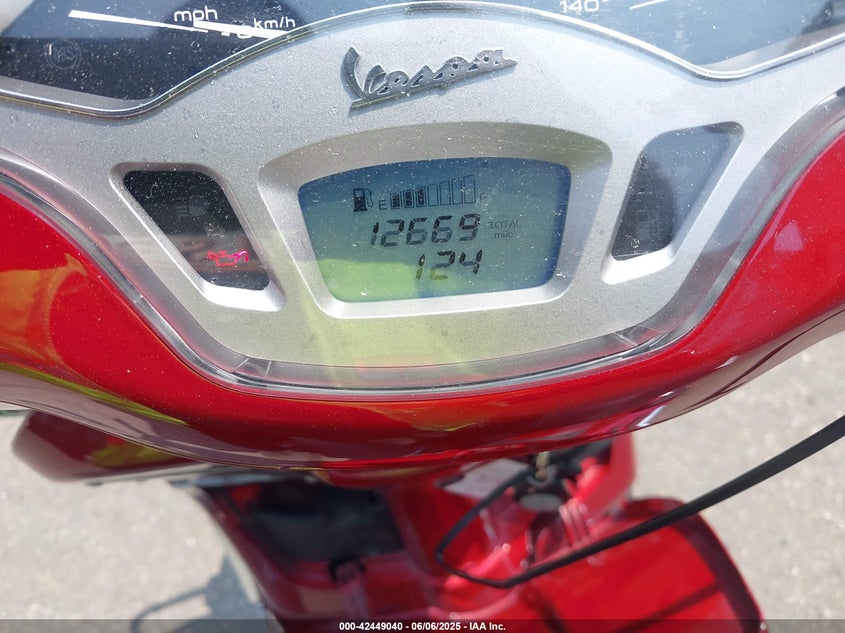 mph km/h 140
Vespa
E F
12669 TOTAL
mile
124
000-42449040 - 06/06/2025 - IAA Inc.